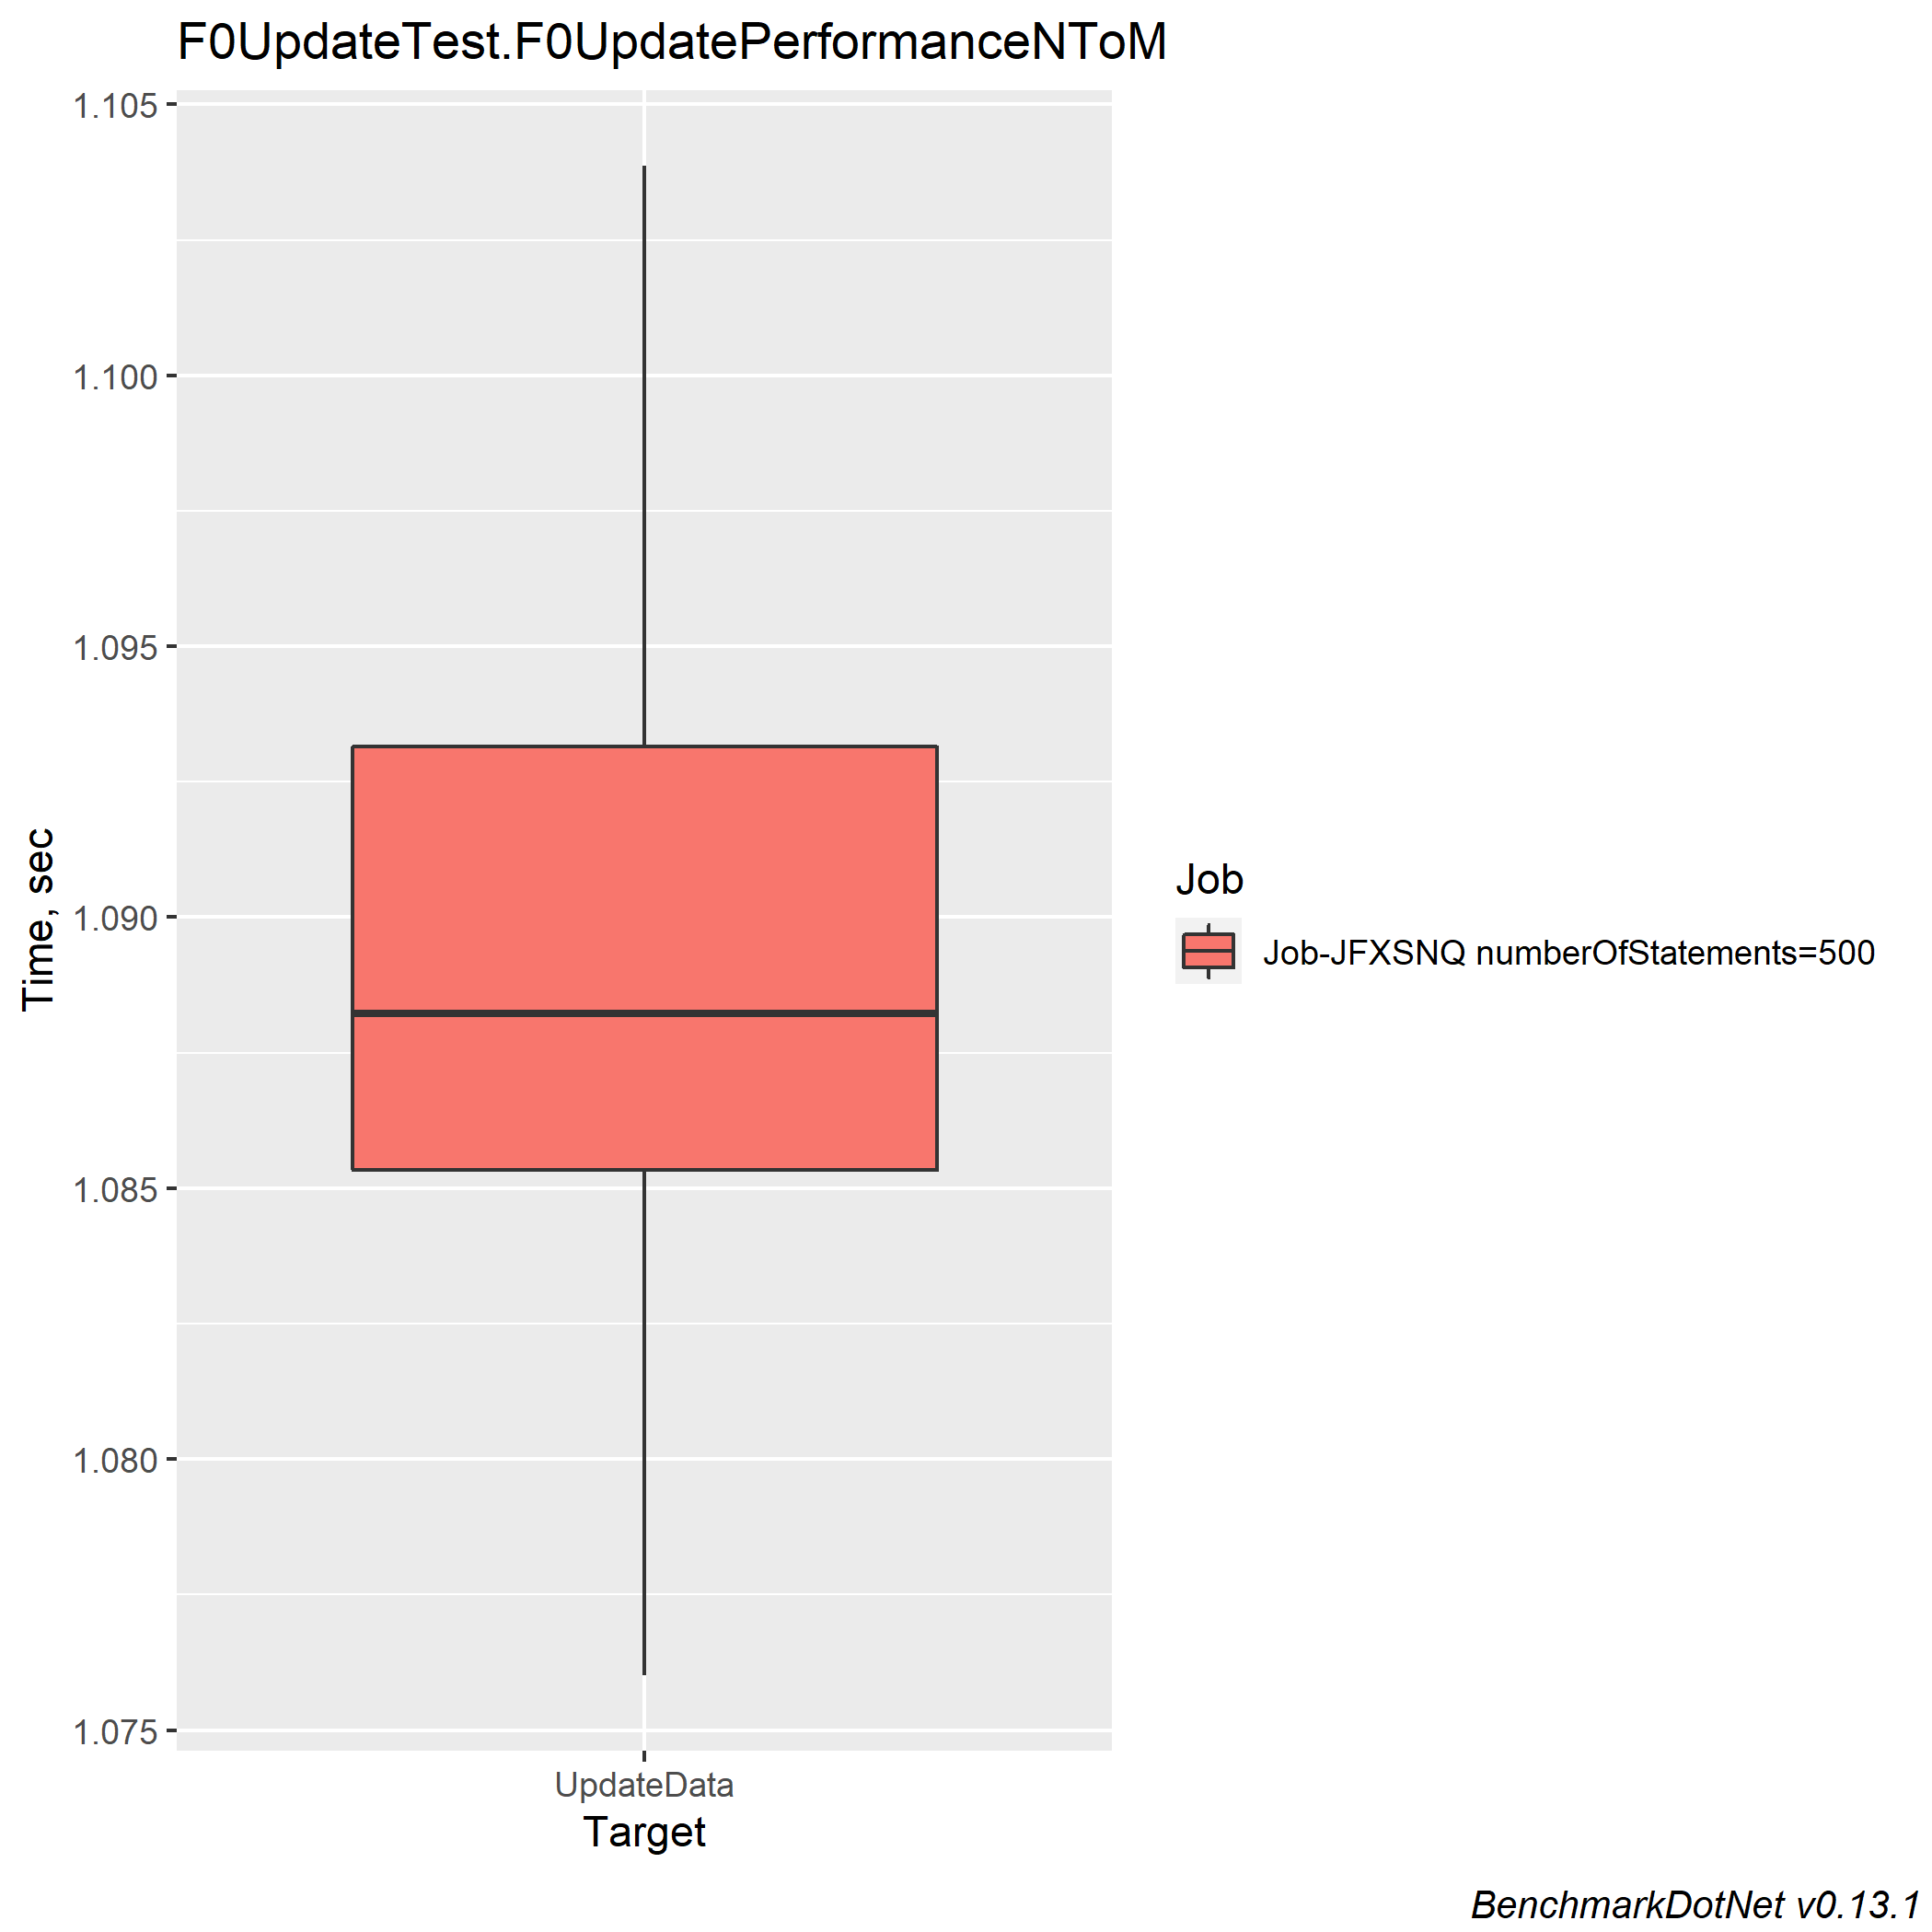 F0UpdateTest.F0UpdatePerformanceNToM
1.105
1.100
1.095
1.090
1.085
1.080
1.075
Time, sec
UpdateData
Target
Job
Job-JFXSNQ numberOfStatements=500
BenchmarkDotNet v0.13.1